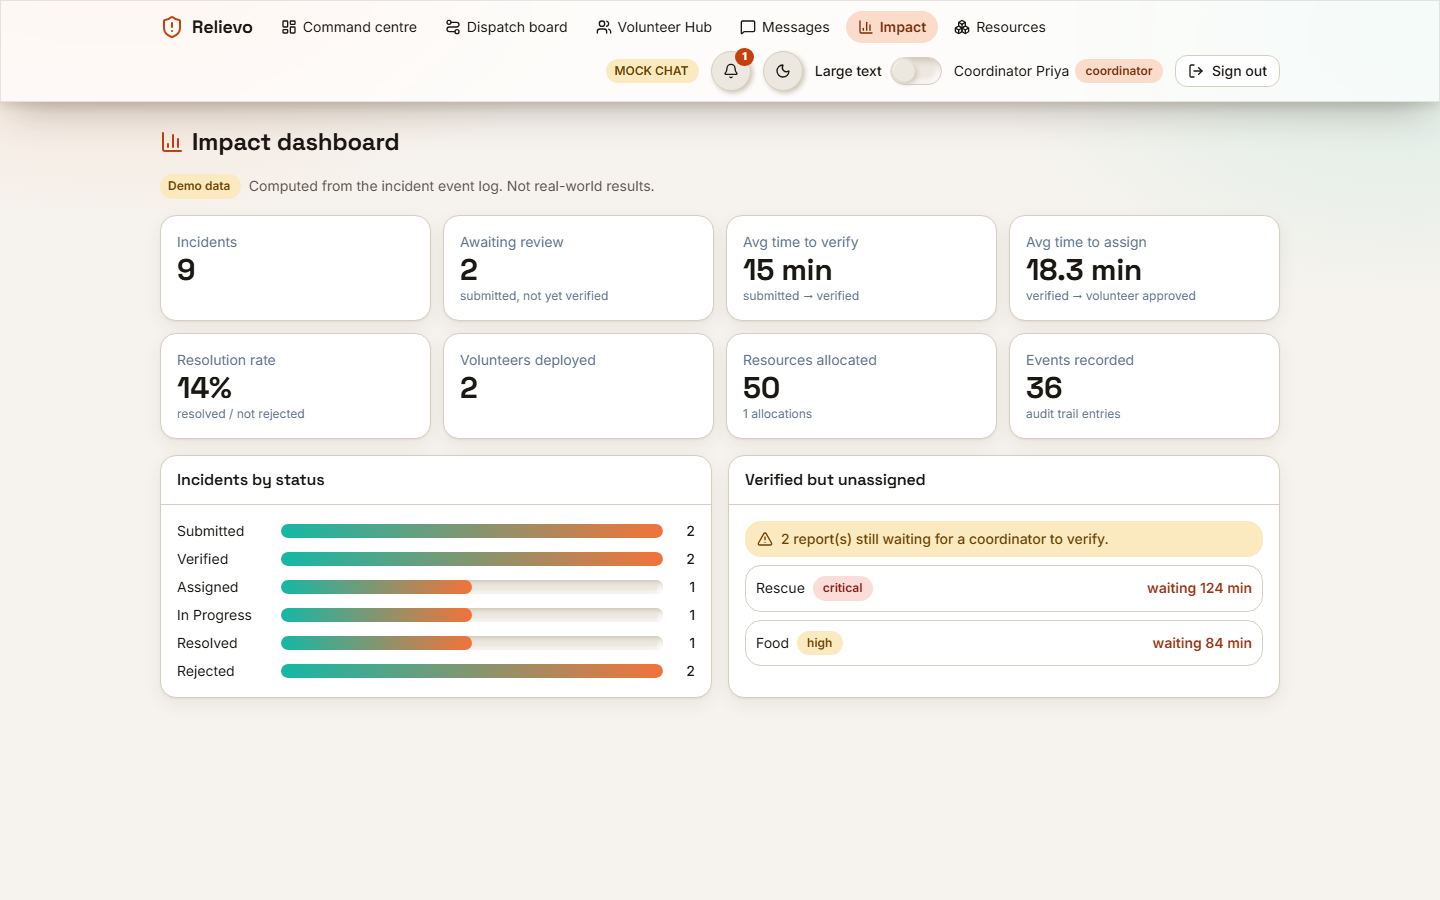 Relievo
Command centre
Dispatch board
Volunteer Hub
Messages
Impact
Resources
MOCK CHAT
1
Large text
Coordinator Priya
coordinator
Sign out
Impact dashboard
Demo data
Computed from the incident event log. Not real-world results.
Incidents
9
Awaiting review
2
submitted, not yet verified
Avg time to verify
15 min
submitted → verified
Avg time to assign
18.3 min
verified → volunteer approved
Resolution rate
14%
resolved / not rejected
Volunteers deployed
2
Resources allocated
50
1 allocations
Events recorded
36
audit trail entries
Incidents by status
Submitted 2
Verified 2
Assigned 1
In Progress 1
Resolved 1
Rejected 2
Verified but unassigned
2 report(s) still waiting for a coordinator to verify.
Rescue critical waiting 124 min
Food high waiting 84 min